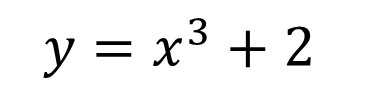 y = x³ + 2